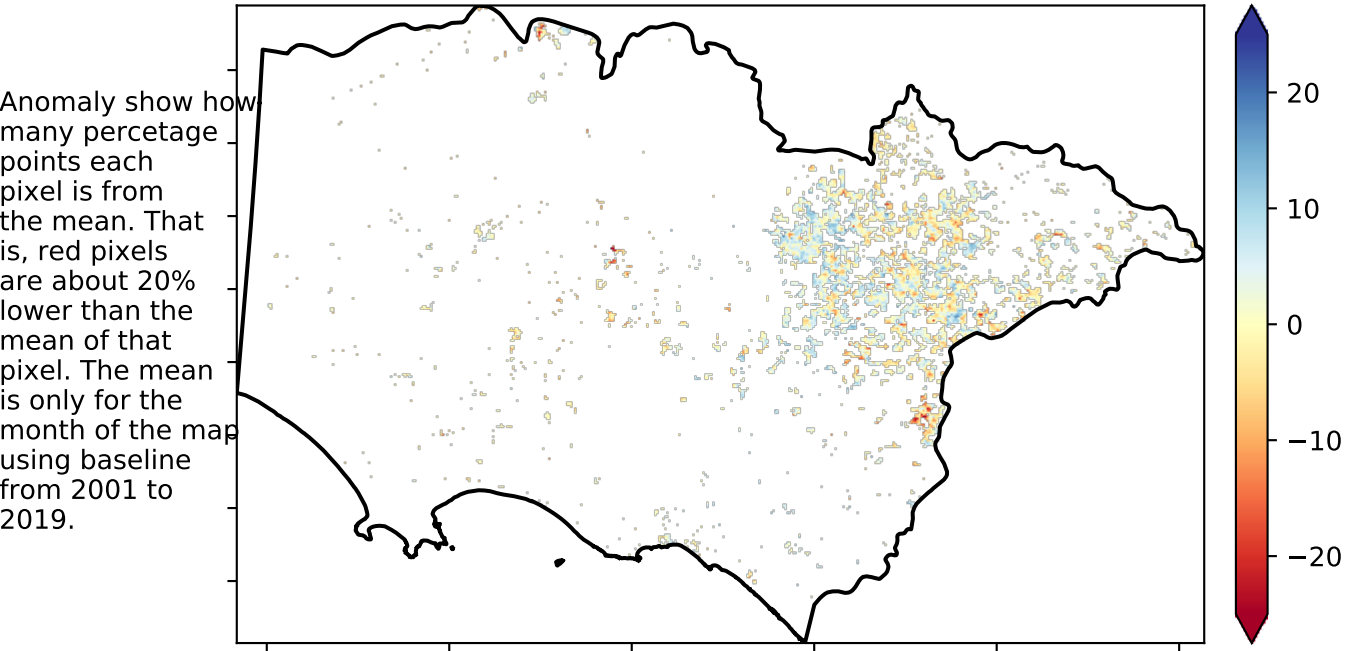 Anomaly show how
many percetage
points each
pixel is from
the mean. That
is, red pixels
are about 20%
lower than the
mean of that
pixel. The mean
is only for the
month of the map
using baseline
from 2001 to
2019.
20
10
0
−10
−20